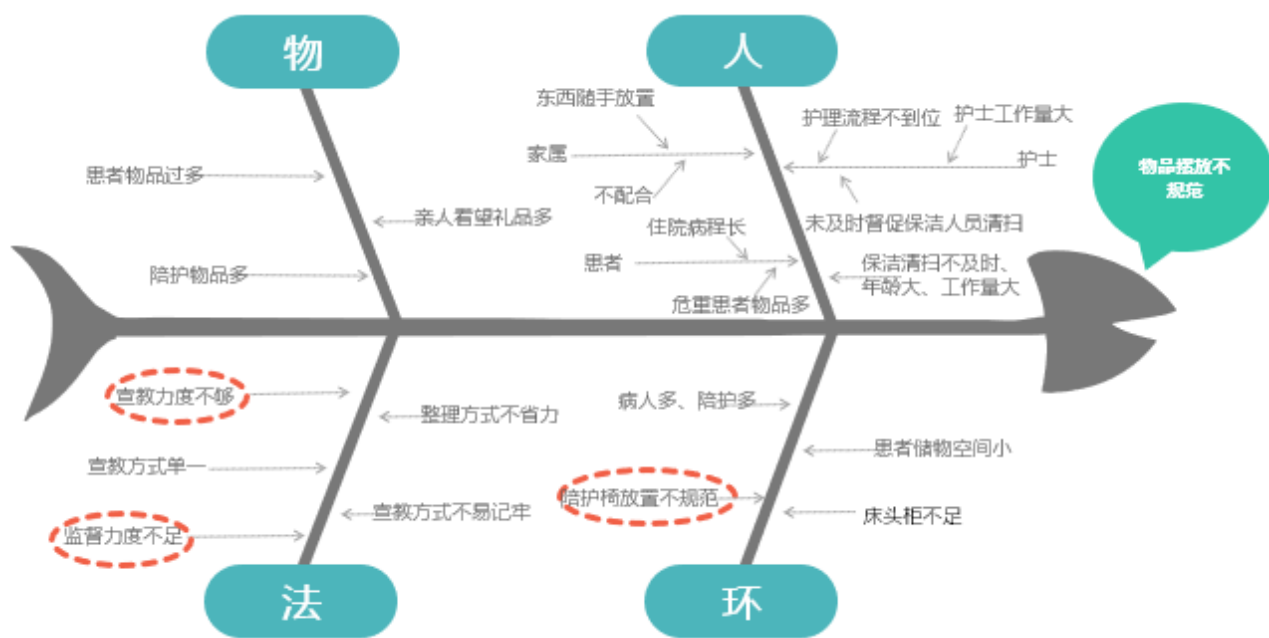 物
人
东西随手放置
护理流程不到位
护士工作量大
家属
护士
物品摆放不
规范
患者物品过多
不配合
亲人看望礼品多
住院病程长
未及时督促保洁人员清扫
陪护物品多
患者
保洁清扫不及时、
年龄大、工作量大
危重患者物品多
宣教力度不够
整理方式不省力
病人多、陪护多
宣教方式单一
患者储物空间小
陪护椅放置不规范
宣教方式不易记牢
床头柜不足
监督力度不足
法
环